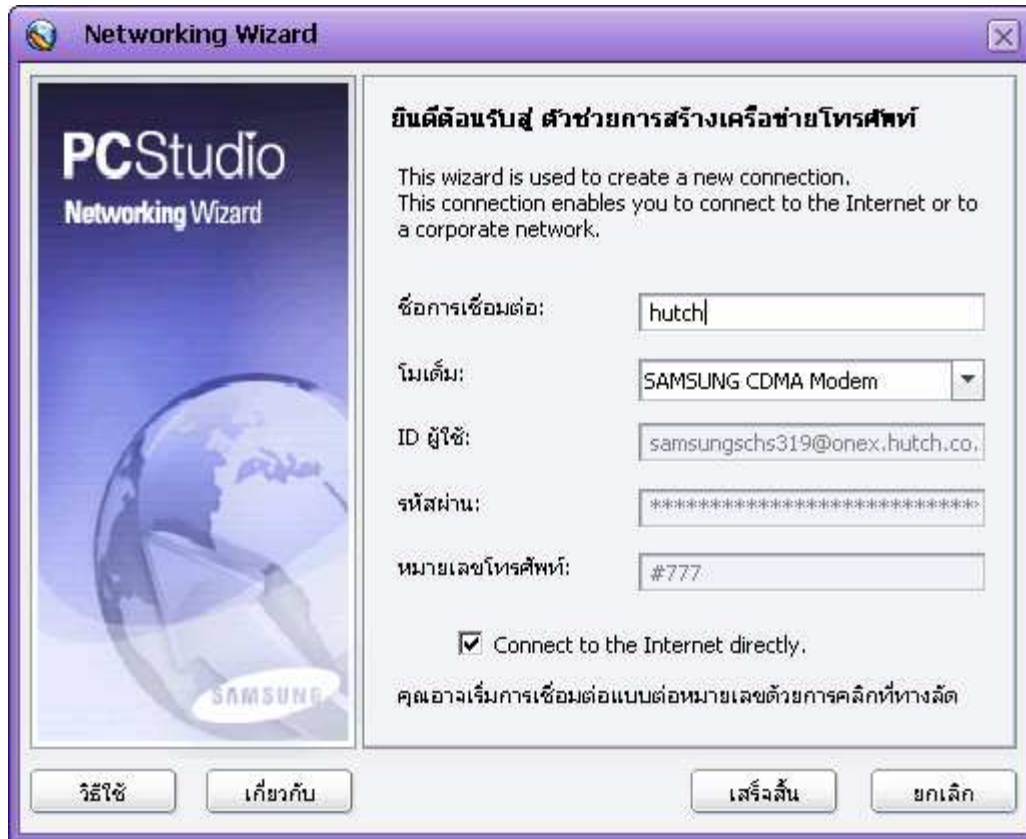 Networking Wizard
PCStudio
Networking Wizard
SAMSUNG
ยินดีต้อนรับสู่ ตัวช่วยการสร้างเครือข่ายโทรศัพท์
This wizard is used to create a new connection.
This connection enables you to connect to the Internet or to
a corporate network.
ชื่อการเชื่อมต่อ: hutch
โมเด็ม: SAMSUNG CDMA Modem
ID ผู้ใช้: samsungschs319@onex.hutch.co.
รหัสผ่าน: ***************************
หมายเลขโทรศัพท์: #777
Connect to the Internet directly.
คุณอาจเริ่มการเชื่อมต่อแบบต่อหมายเลขด้วยการคลิกที่ทางลัด
วิธีใช้ เกี่ยวกับ เสร็จสิ้น ยกเลิก